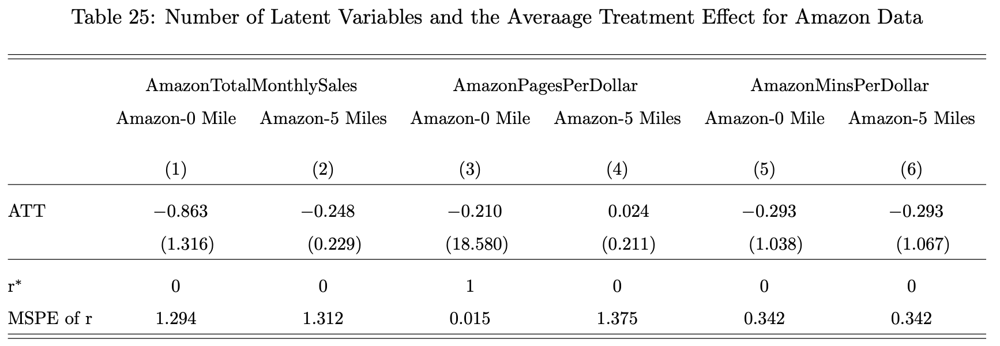 Table 25: Number of Latent Variables and the Averaage Treatment Effect for Amazon Data
AmazonTotalMonthlySales AmazonPagesPerDollar AmazonMinsPerDollar
Amazon-0 Mile Amazon-5 Miles Amazon-0 Mile Amazon-5 Miles Amazon-0 Mile Amazon-5 Miles
(1) (2) (3) (4) (5) (6)
ATT −0.863 −0.248 −0.210 0.024 −0.293 −0.293
(1.316) (0.229) (18.580) (0.211) (1.038) (1.067)
r* 0 0 1 0 0 0
MSPE of r 1.294 1.312 0.015 1.375 0.342 0.342